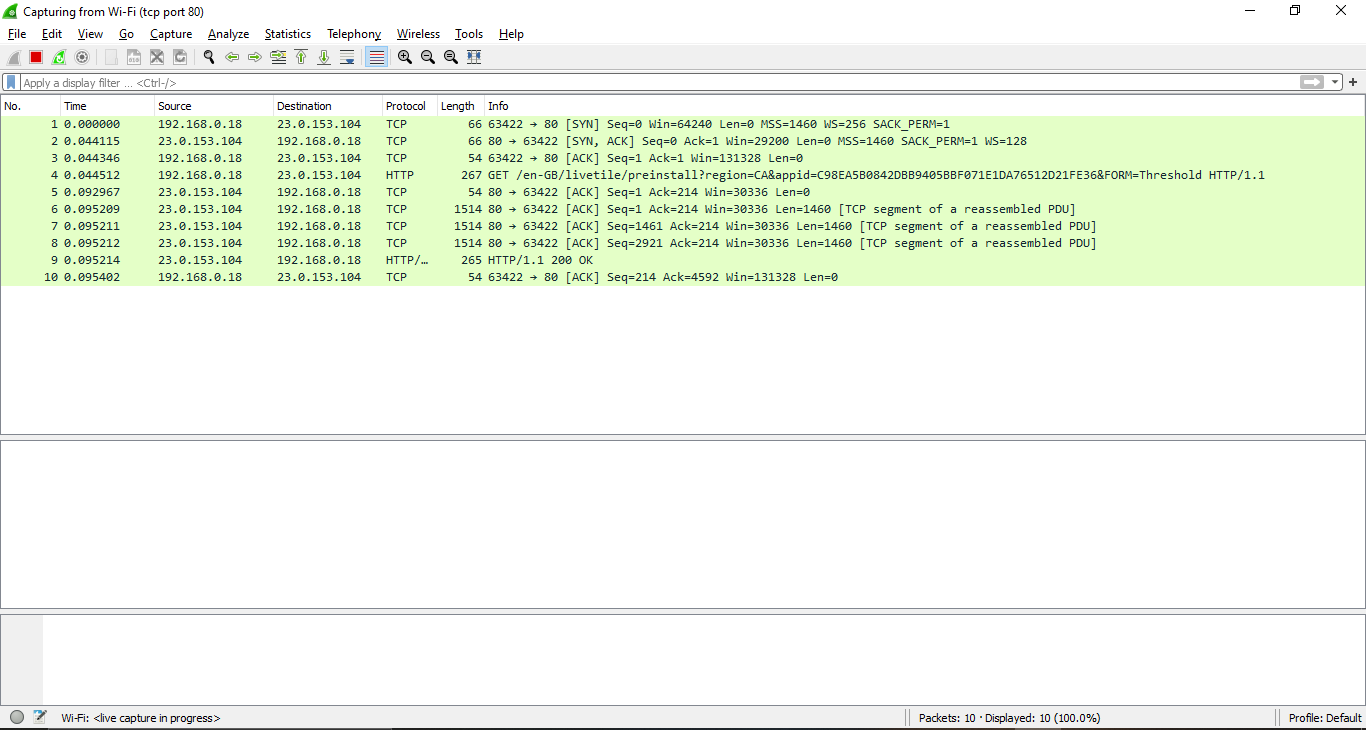 Capturing from Wi-Fi (tcp port 80)
File Edit View Go Capture Analyze Statistics Telephony Wireless Tools Help
Apply a display filter ... <Ctrl-/>
No. Time Source Destination Protocol Length Info
1 0.000000 192.168.0.18 23.0.153.104 TCP 66 63422 → 80 [SYN] Seq=0 Win=64240 Len=0 MSS=1460 WS=256 SACK_PERM=1
2 0.044115 23.0.153.104 192.168.0.18 TCP 66 80 → 63422 [SYN, ACK] Seq=0 Ack=1 Win=29200 Len=0 MSS=1460 SACK_PERM=1 WS=128
3 0.044346 192.168.0.18 23.0.153.104 TCP 54 63422 → 80 [ACK] Seq=1 Ack=1 Win=131328 Len=0
4 0.044512 192.168.0.18 23.0.153.104 HTTP 267 GET /en-GB/livetile/preinstall?region=CA&appid=C98EA5B0842DBB9405BBF071E1DA76512D21FE36&FORM=Threshold HTTP/1.1
5 0.092967 23.0.153.104 192.168.0.18 TCP 54 80 → 63422 [ACK] Seq=1 Ack=214 Win=30336 Len=0
6 0.095209 23.0.153.104 192.168.0.18 TCP 1514 80 → 63422 [ACK] Seq=1 Ack=214 Win=30336 Len=1460 [TCP segment of a reassembled PDU]
7 0.095211 23.0.153.104 192.168.0.18 TCP 1514 80 → 63422 [ACK] Seq=1461 Ack=214 Win=30336 Len=1460 [TCP segment of a reassembled PDU]
8 0.095212 23.0.153.104 192.168.0.18 TCP 1514 80 → 63422 [ACK] Seq=2921 Ack=214 Win=30336 Len=1460 [TCP segment of a reassembled PDU]
9 0.095214 23.0.153.104 192.168.0.18 HTTP/… 265 HTTP/1.1 200 OK
10 0.095402 192.168.0.18 23.0.153.104 TCP 54 63422 → 80 [ACK] Seq=214 Ack=4592 Win=131328 Len=0
Wi-Fi: <live capture in progress> Packets: 10 · Displayed: 10 (100.0%) Profile: Default